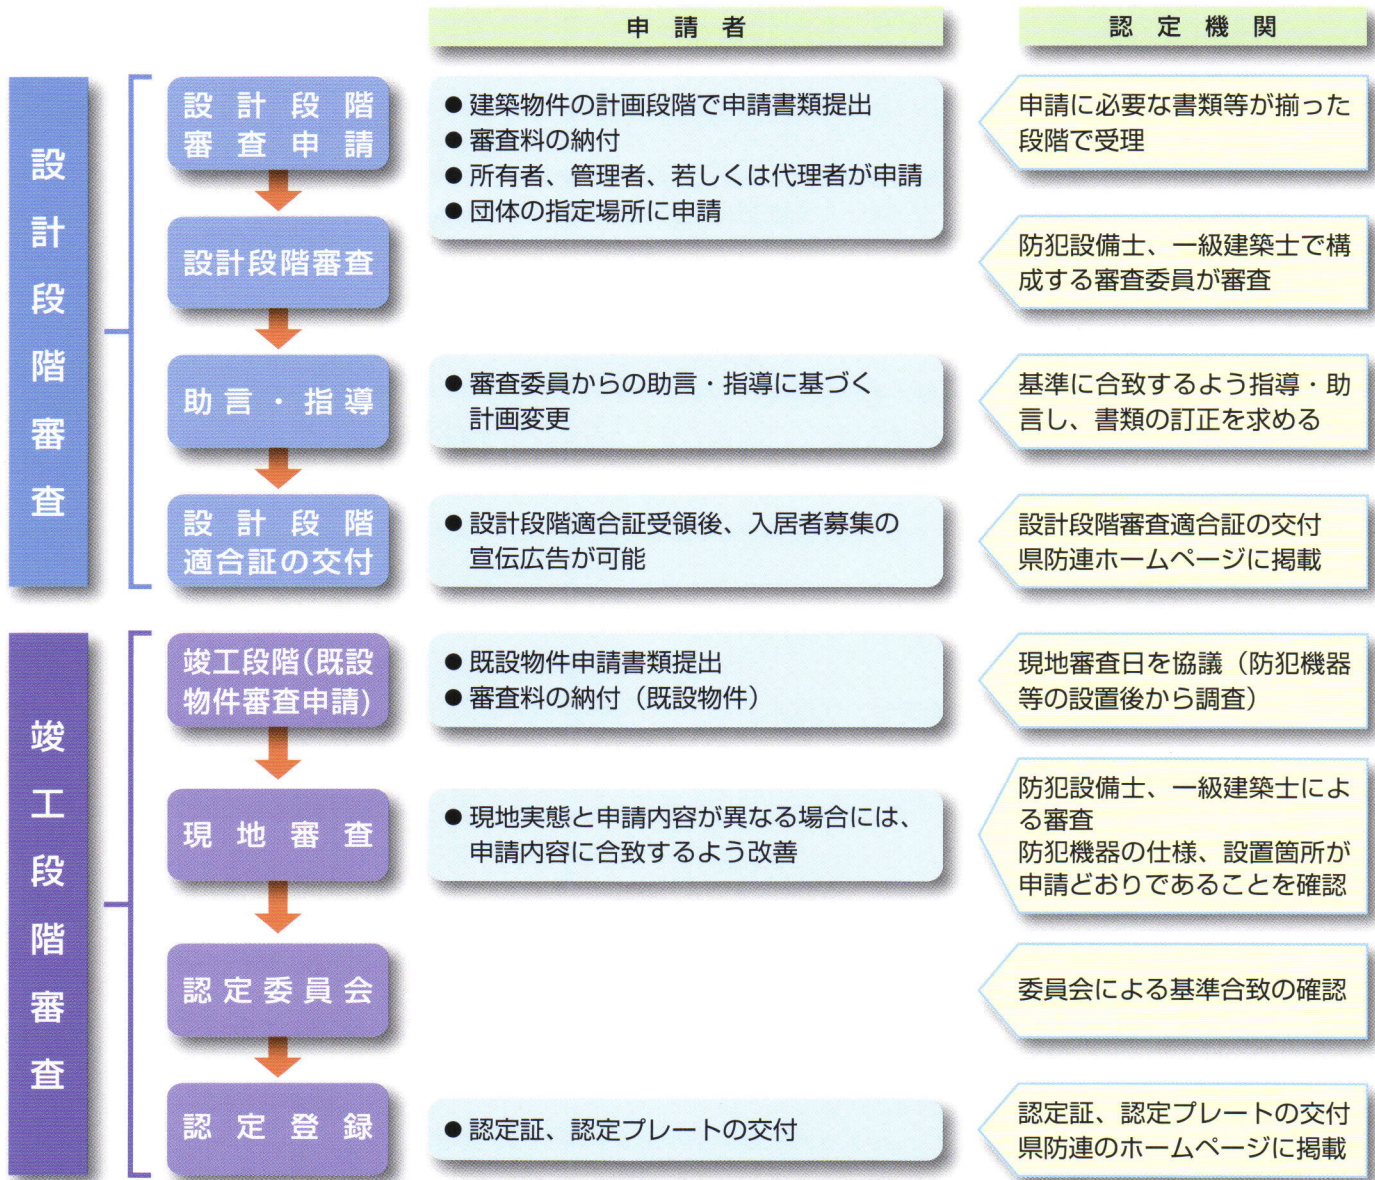 申請者
認定機関
設計段階審査
設計段階
審査申請
● 建築物件の計画段階で申請書類提出
● 審査料の納付
● 所有者、管理者、若しくは代理者が申請
● 団体の指定場所に申請
申請に必要な書類等が揃った
段階で受理
設計段階審査
防犯設備士、一級建築士で構
成する審査委員が審査
助言・指導
● 審査委員からの助言・指導に基づく
計画変更
基準に合致するよう指導・助
言し、書類の訂正を求める
設計段階
適合証の交付
● 設計段階適合証受領後、入居者募集の
宣伝広告が可能
設計段階審査適合証の交付
県防連ホームページに掲載
竣工段階審査
竣工段階(既設
物件審査申請)
● 既設物件申請書類提出
● 審査料の納付（既設物件）
現地審査日を協議（防犯機器
等の設置後から調査）
現地審査
● 現地実態と申請内容が異なる場合には、
申請内容に合致するよう改善
防犯設備士、一級建築士によ
る審査
防犯機器の仕様、設置箇所が
申請どおりであることを確認
認定委員会
委員会による基準合致の確認
認定登録
● 認定証、認定プレートの交付
認定証、認定プレートの交付
県防連のホームページに掲載